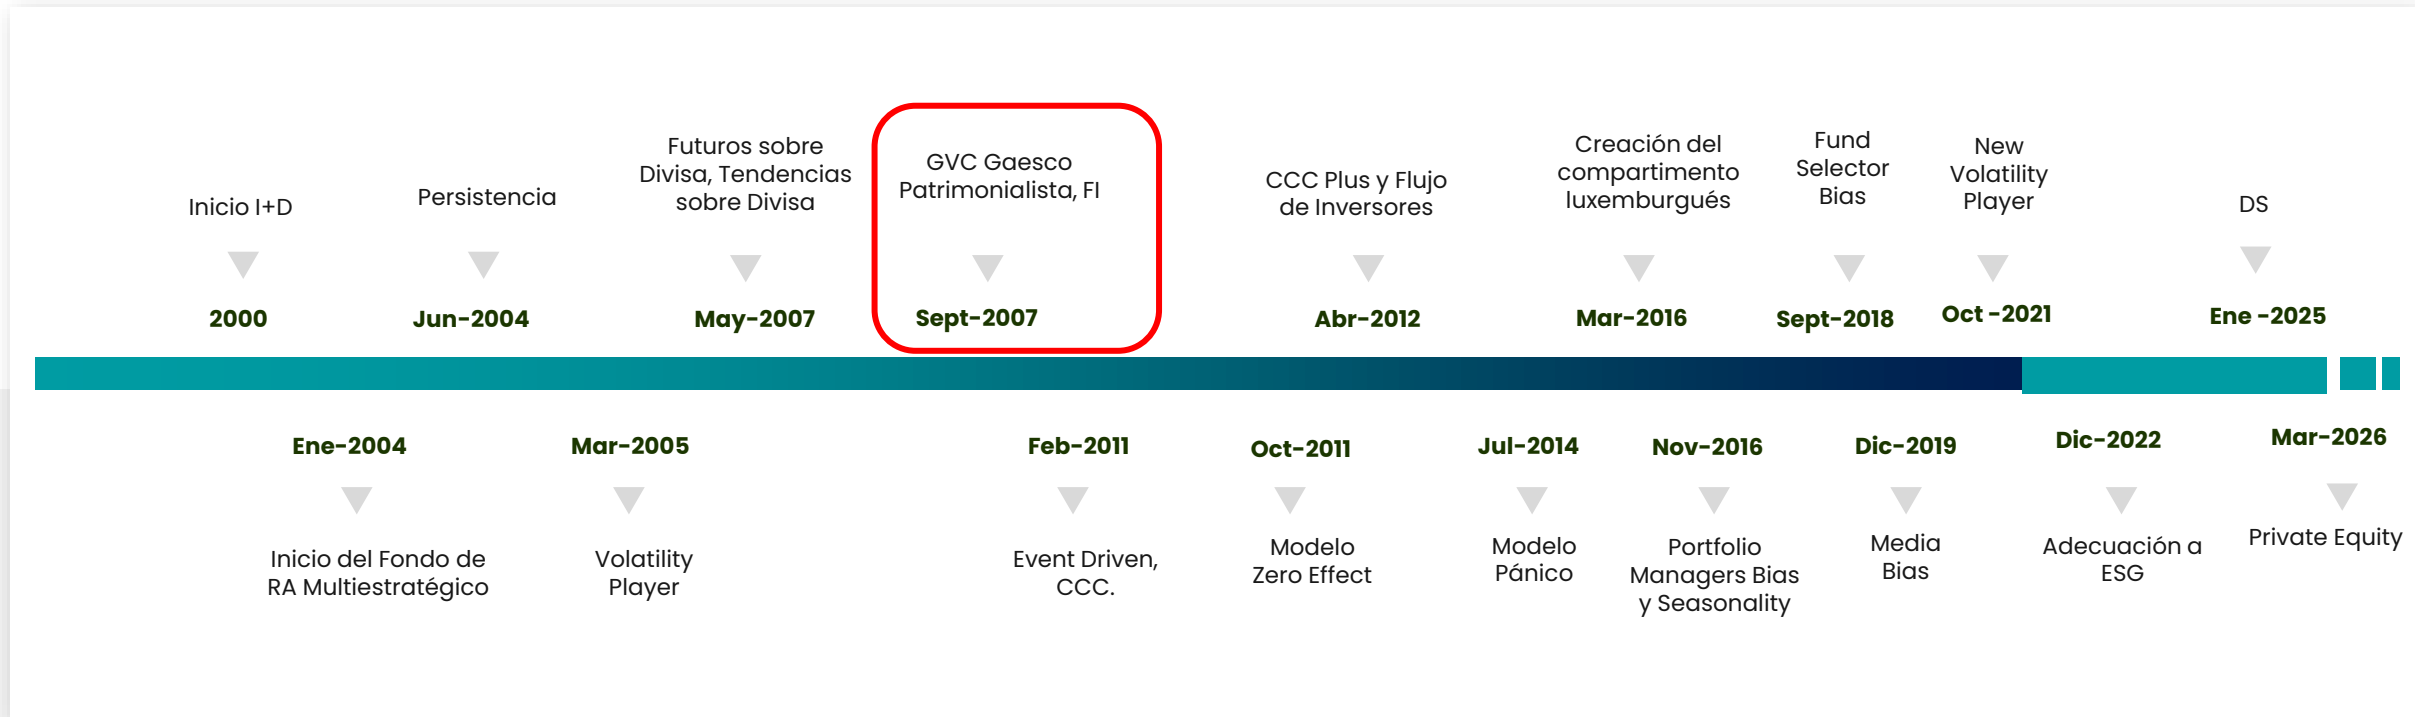 Inicio I+D
2000
Persistencia
Jun-2004
Futuros sobre
Divisa, Tendencias
sobre Divisa
May-2007
GVC Gaesco
Patrimonialista, FI
Sept-2007
CCC Plus y Flujo
de Inversores
Abr-2012
Creación del
compartimento
luxemburgués
Mar-2016
Fund
Selector
Bias
Sept-2018
New
Volatility
Player
Oct -2021
DS
Ene -2025
Ene-2004
Inicio del Fondo de
RA Multiestratégico
Mar-2005
Volatility
Player
Feb-2011
Event Driven,
CCC.
Oct-2011
Modelo
Zero Effect
Jul-2014
Modelo
Pánico
Nov-2016
Portfolio
Managers Bias
y Seasonality
Dic-2019
Media
Bias
Dic-2022
Adecuación a
ESG
Mar-2026
Private Equity